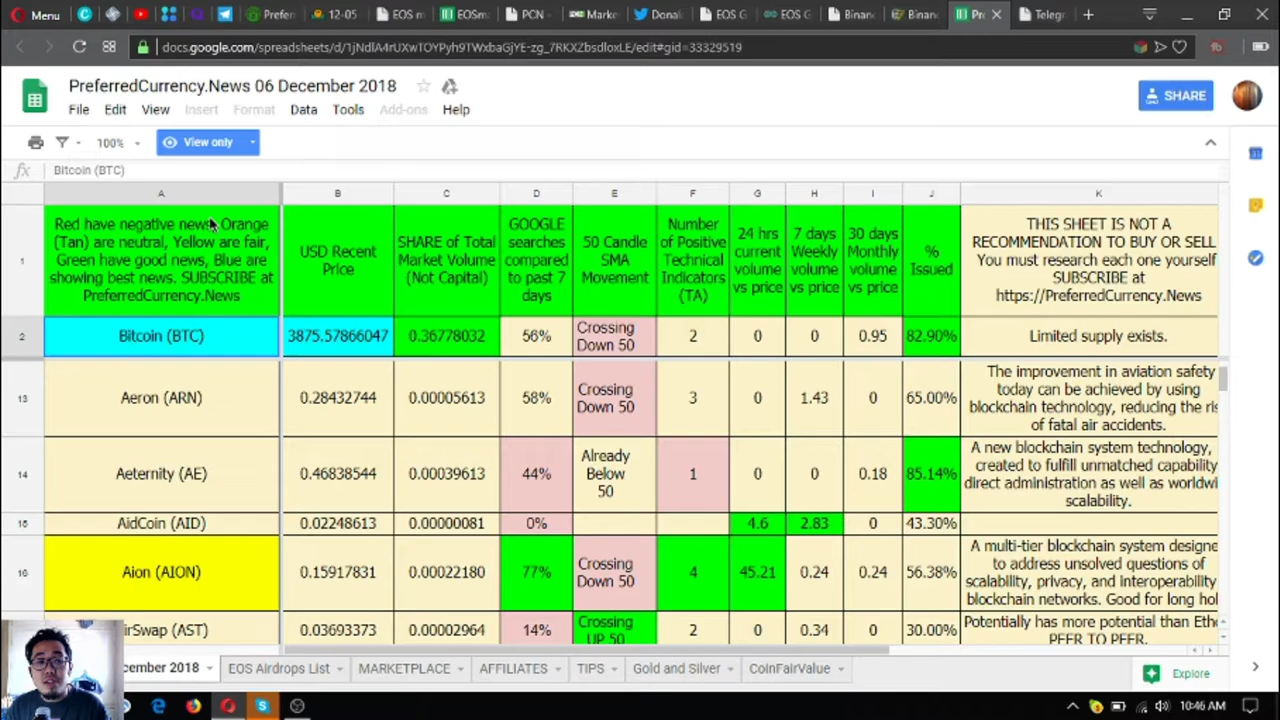 Menu
Prefer
12-05
EOS m
EOSm
PCN -
Marke
Donal
EOS G
EOS G
Binan
Binan
Pr
Telegr
docs.google.com/spreadsheets/d/1jNdlA4rUXwTOYPyh9TWxbaGjYE-zg_7RKXZbsdloxLE/edit#gid=33329519
PreferredCurrency.News 06 December 2018
File Edit View Insert Format Data Tools Add-ons Help
SHARE
100%
View only
fx Bitcoin (BTC)
A B C D E F G H I J K
1
Red have negative news, Orange
(Tan) are neutral, Yellow are fair,
Green have good news, Blue are
showing best news. SUBSCRIBE at
PreferredCurrency.News
USD Recent
Price
SHARE of Total
Market Volume
(Not Capital)
GOOGLE
searches
compared
to past 7
days
50 Candle
SMA
Movement
Number
of Positive
Technical
Indicators
(TA)
24 hrs
current
volume
vs price
7 days
Weekly
volume
vs price
30 days
Monthly
volume
vs price
%
Issued
THIS SHEET IS NOT A
RECOMMENDATION TO BUY OR SELL
You must research each one yourself
SUBSCRIBE at
https://PreferredCurrency.News
2
Bitcoin (BTC)
3875.57866047
0.36778032
56%
Crossing
Down 50
2
0
0
0.95
82.90%
Limited supply exists.
13
Aeron (ARN)
0.28432744
0.00005613
58%
Crossing
Down 50
3
0
1.43
0
65.00%
The improvement in aviation safety
today can be achieved by using
blockchain technology, reducing the ris
of fatal air accidents.
14
Aeternity (AE)
0.46838544
0.00039613
44%
Already
Below
50
1
0
0
0.18
85.14%
A new blockchain system technology,
created to fulfill unmatched capability
direct administration as well as worldwi
scalability.
15
AidCoin (AID)
0.02248613
0.00000081
0%
4.6
2.83
0
43.30%
16
Aion (AION)
0.15917831
0.00022180
77%
Crossing
Down 50
4
45.21
0.24
0.24
56.38%
A multi-tier blockchain system designe
to address unsolved questions of
scalability, privacy, and interoperability
blockchain networks. Good for long hol
irSwap (AST)
0.03693373
0.00002964
14%
Crossing
UP 50
2
0
0.34
0
30.00%
Potentially has more potential than Ethe
PEER TO PEER.
cember 2018
EOS Airdrops List
MARKETPLACE
AFFILIATES
TIPS
Gold and Silver
CoinFairValue
Explore
10:46 AM